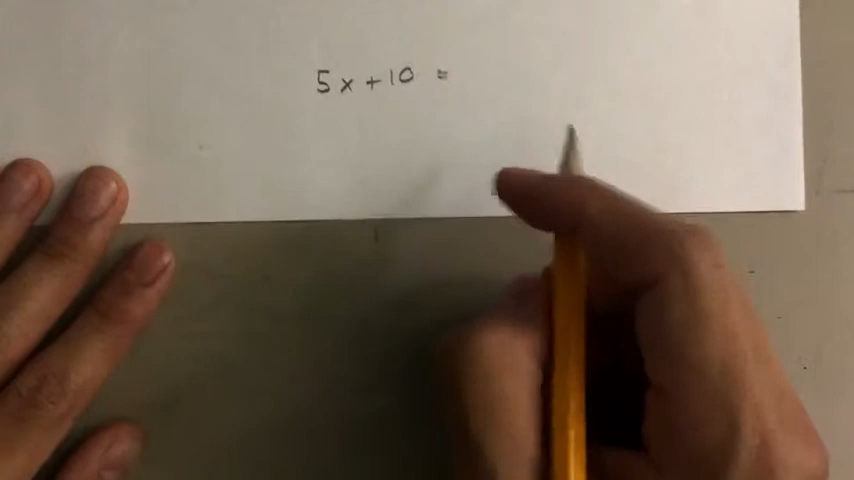 5x + 10 =